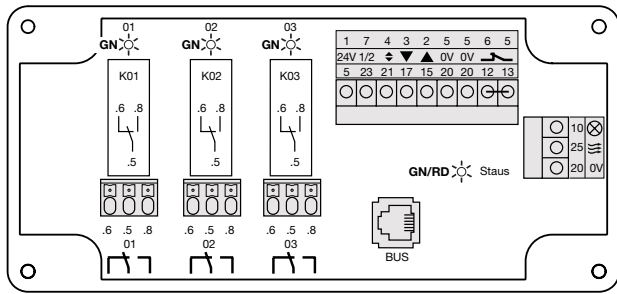 01 02 03
GN GN GN
K01 K02 K03
.6 .8 .6 .8 .6 .8
.5 .5 .5
.6 .5 .8 .6 .5 .8 .6 .5 .8
01 02 03
1 7 4 3 2 5 5 6 5
24V 1/2 0V 0V
5 23 21 17 15 20 20 12 13
10
25
20 0V
GN/RD Staus
BUS